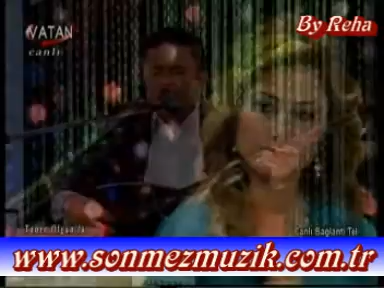 VATAN
canlı
By Reha
Canlı Bağlantı Tel
www.sonmezmuzik.com.tr